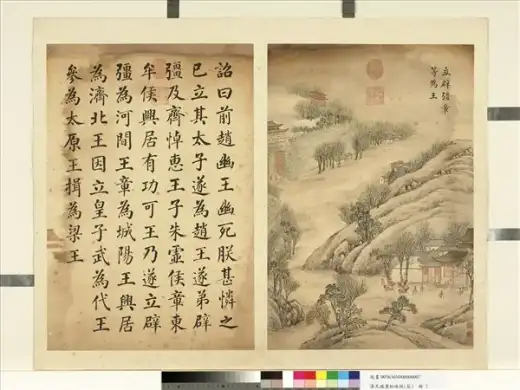 立辟彊章
等為王
詔曰前趙幽王幽死朕甚憐之
已立其太子遂為趙王遂弟辟
彊及齊悼惠王子朱虛侯章東
牟侯興居有功可王乃遂立辟
彊為河間王章為城陽王興居
為濟北王因立皇子武為代王
參為太原王揖為梁王